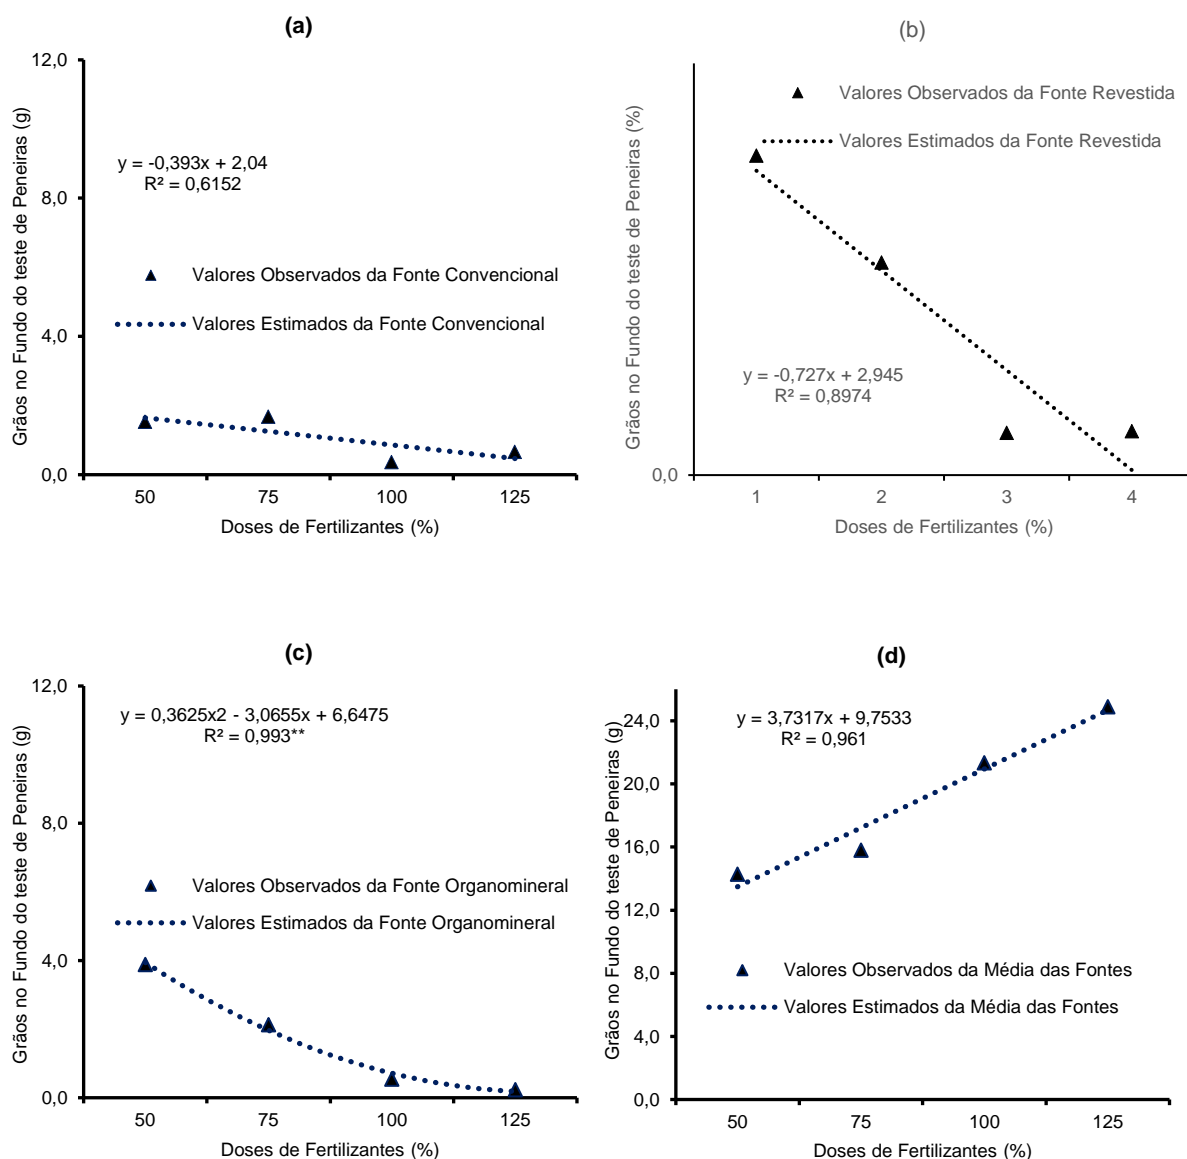 (a)
12,0
8,0
4,0
0,0
Grãos no Fundo do teste de Peneiras (g)
y = -0,393x + 2,04
R² = 0,6152
Valores Observados da Fonte Convencional
Valores Estimados da Fonte Convencional
50 75 100 125
Doses de Fertilizantes (%)
(b)
0,0
Grãos no Fundo do teste de Peneiras (%)
Valores Observados da Fonte Revestida
Valores Estimados da Fonte Revestida
y = -0,727x + 2,945
R² = 0,8974
1 2 3 4
Doses de Fertilizantes (%)
(c)
12,0
8,0
4,0
0,0
Grãos no Fundo do teste de Peneiras (g)
y = 0,3625x2 - 3,0655x + 6,6475
R² = 0,993**
Valores Observados da Fonte Organomineral
Valores Estimados da Fonte Organomineral
50 75 100 125
Doses de Fertilizantes (%)
(d)
24,0
20,0
16,0
12,0
8,0
4,0
0,0
Grãos no Fundo do teste de Peneiras (g)
y = 3,7317x + 9,7533
R² = 0,961
Valores Observados da Média das Fontes
Valores Estimados da Média das Fontes
50 75 100 125
Doses de Fertilizantes (%)